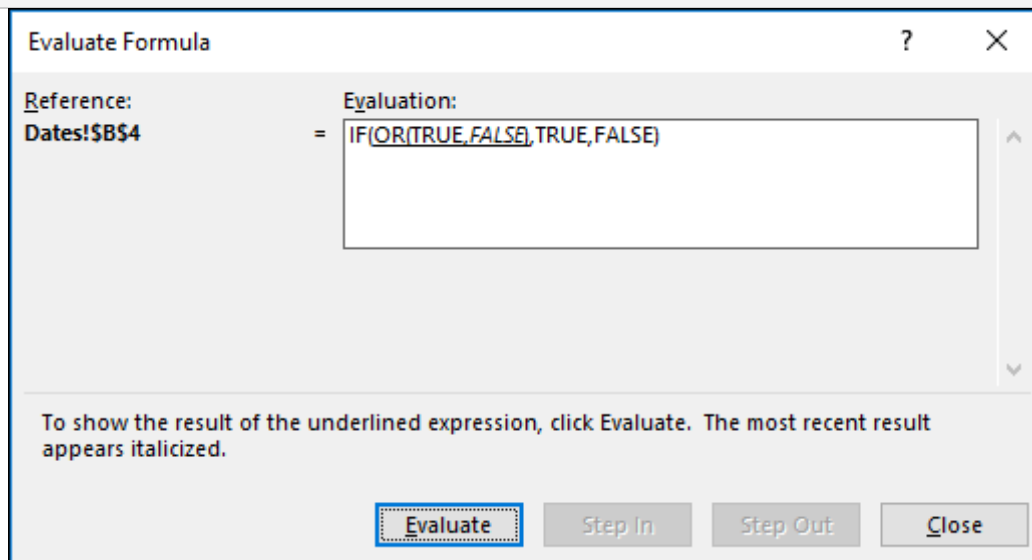 Evaluate Formula ? ×
Reference: Evaluation:
Dates!$B$4 = IF(OR(TRUE,FALSE),TRUE,FALSE)
To show the result of the underlined expression, click Evaluate. The most recent result
appears italicized.
Evaluate Step In Step Out Close